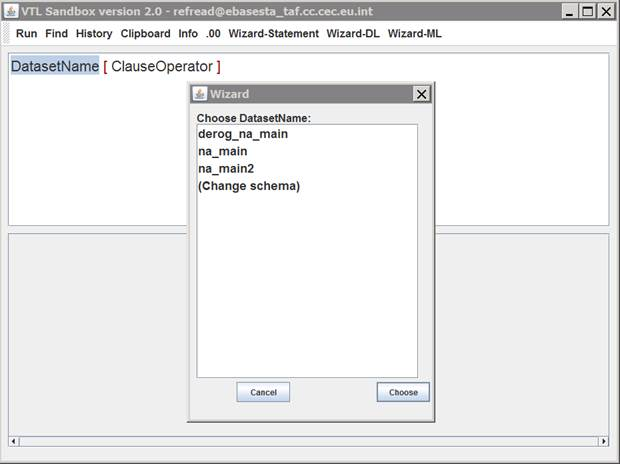 VTL Sandbox version 2.0 - refread@ebasesta_taf.cc.cec.eu.int
Run Find History Clipboard Info .00 Wizard-Statement Wizard-DL Wizard-ML
DatasetName [ ClauseOperator ]
Wizard
Choose DatasetName:
derog_na_main
na_main
na_main2
(Change schema)
Cancel Choose